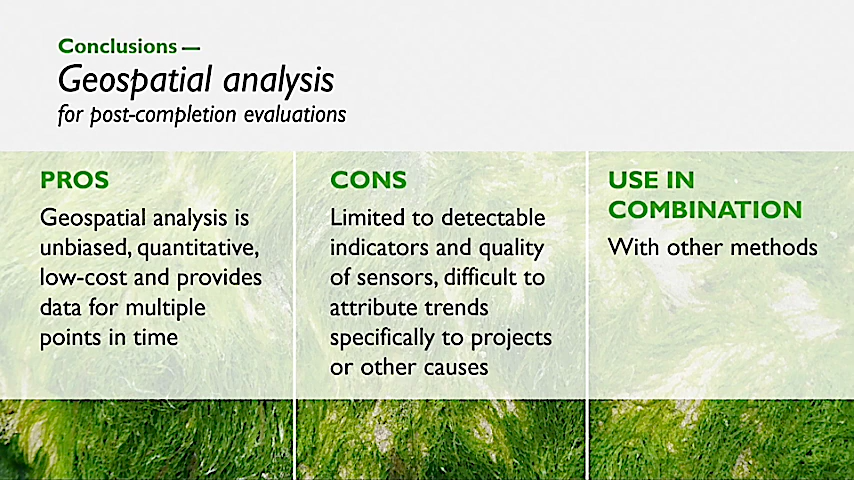 Conclusions —
Geospatial analysis
for post-completion evaluations
PROS
Geospatial analysis is
unbiased, quantitative,
low-cost and provides
data for multiple
points in time
CONS
Limited to detectable
indicators and quality
of sensors, difficult to
attribute trends
specifically to projects
or other causes
USE IN
COMBINATION
With other methods